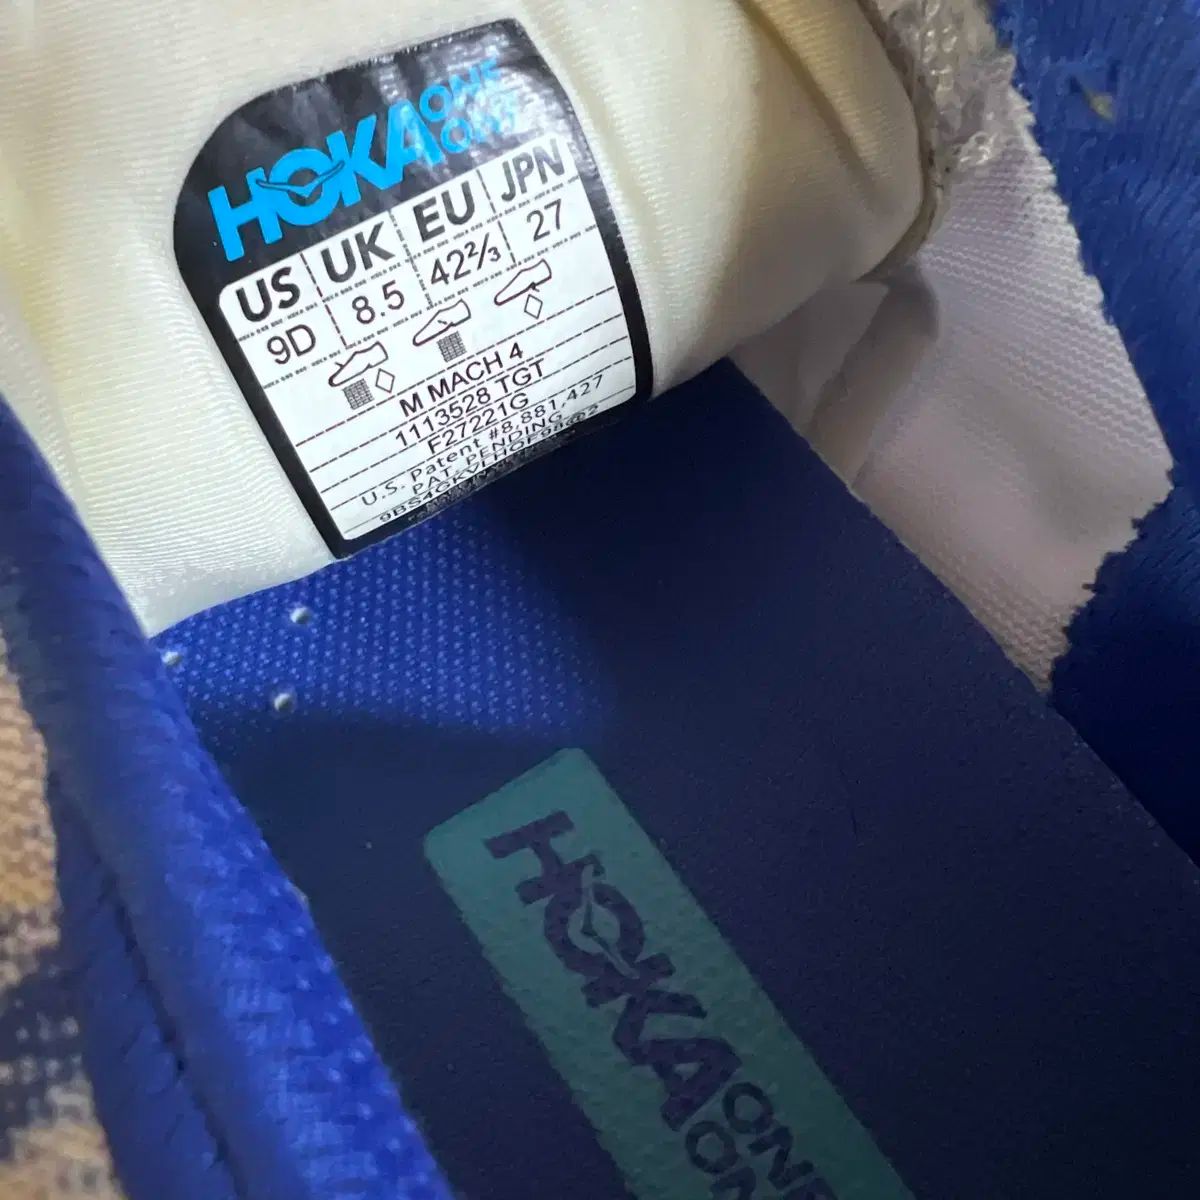 HOKA ONE ONE
US UK EU JPN
9D 8.5 42⅔ 27
M MACH 4
1113528 TGT
F27221G
U.S. Patent #8,881,427
PAT. PENDING
HOKA ONE